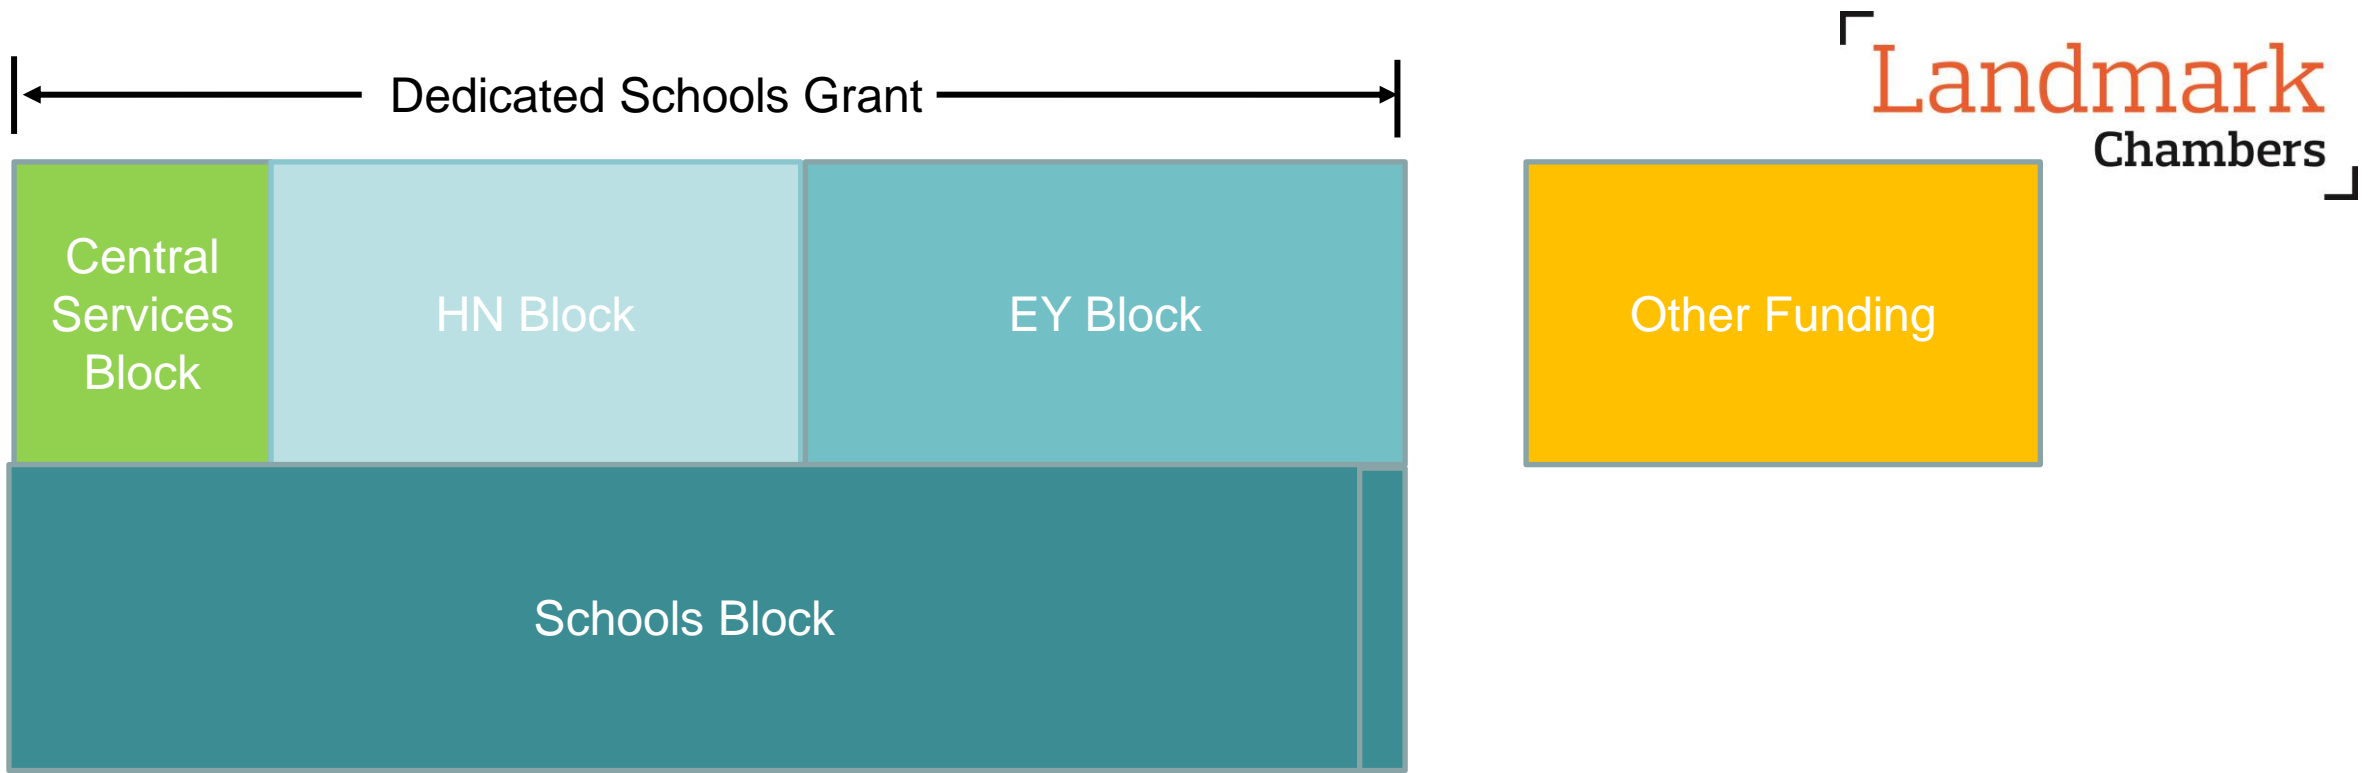 Dedicated Schools Grant
Landmark
Chambers
Central
Services
Block
HN Block
EY Block
Other Funding
Schools Block